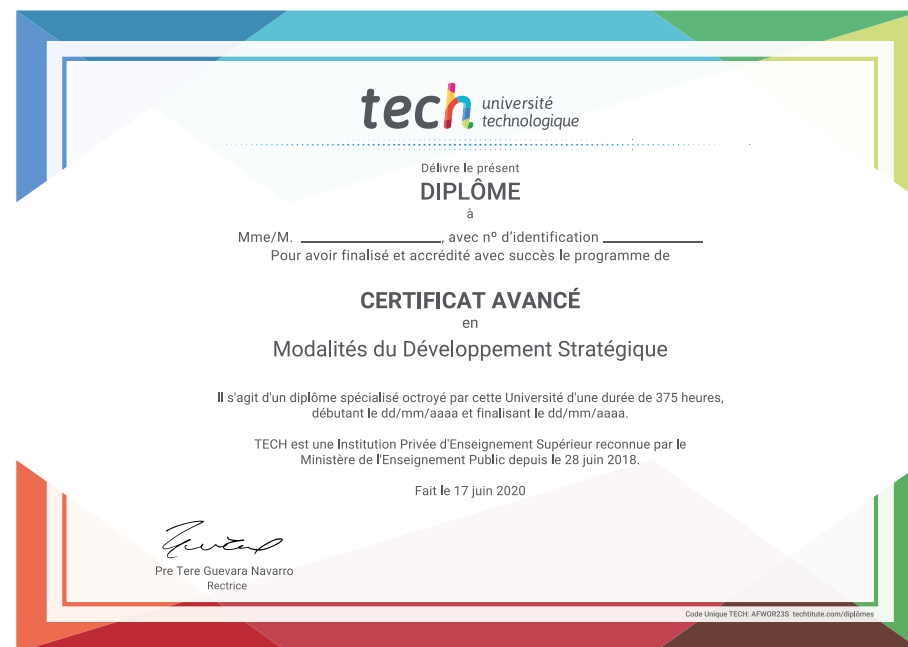 tech université
technologique
Délivre le présent
DIPLÔME
à
Mme/M. ____________________, avec nº d'identification ______________
Pour avoir finalisé et accrédité avec succès le programme de
CERTIFICAT AVANCÉ
en
Modalités du Développement Stratégique
Il s'agit d'un diplôme spécialisé octroyé par cette Université d'une durée de 375 heures,
débutant le dd/mm/aaaa et finalisant le dd/mm/aaaa.
TECH est une Institution Privée d'Enseignement Supérieur reconnue par le
Ministère de l'Enseignement Public depuis le 28 juin 2018.
Fait le 17 juin 2020
Pre Tere Guevara Navarro
Rectrice
Code Unique TECH: AFWOR23S techtitute.com/diplômes